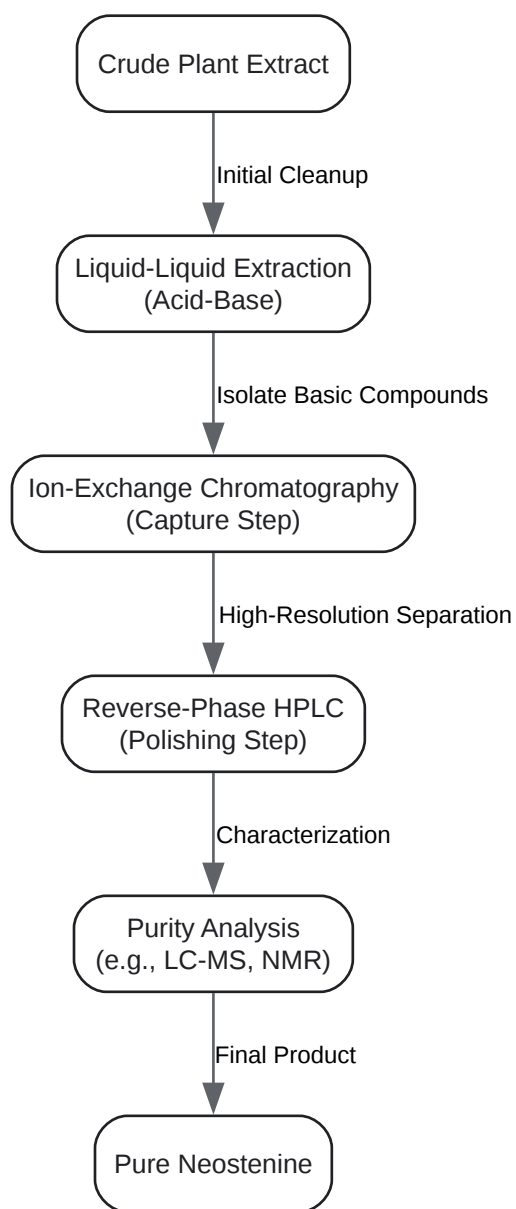 Crude Plant Extract
Initial Cleanup
Liquid-Liquid Extraction
(Acid-Base)
Isolate Basic Compounds
Ion-Exchange Chromatography
(Capture Step)
High-Resolution Separation
Reverse-Phase HPLC
(Polishing Step)
Characterization
Purity Analysis
(e.g., LC-MS, NMR)
Final Product
Pure Neostenine